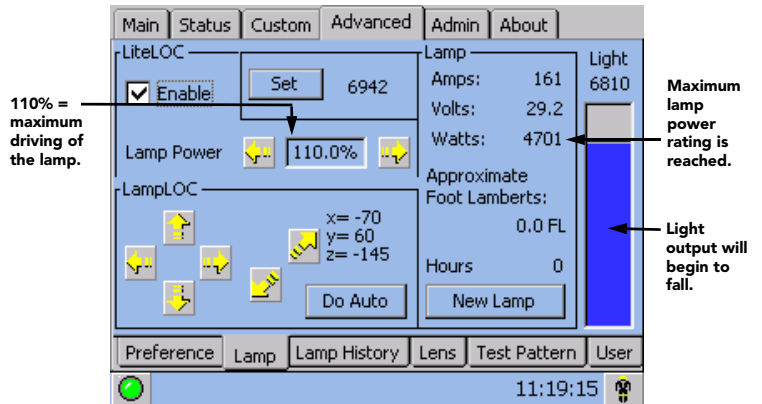 Main Status Custom Advanced Admin About
LiteLOC
Enable
Set 6942
Lamp Power 110.0%
LampLOC
x= -70
y= 60
z= -145
Do Auto
Lamp
Amps: 161
Volts: 29.2
Watts: 4701
Approximate
Foot Lamberts:
0.0 FL
Hours 0
New Lamp
Light
6810
Preference Lamp Lamp History Lens Test Pattern User
11:19:15
110% =
maximum
driving of
the lamp.
Maximum
lamp
power
rating is
reached.
Light
output will
begin to
fall.